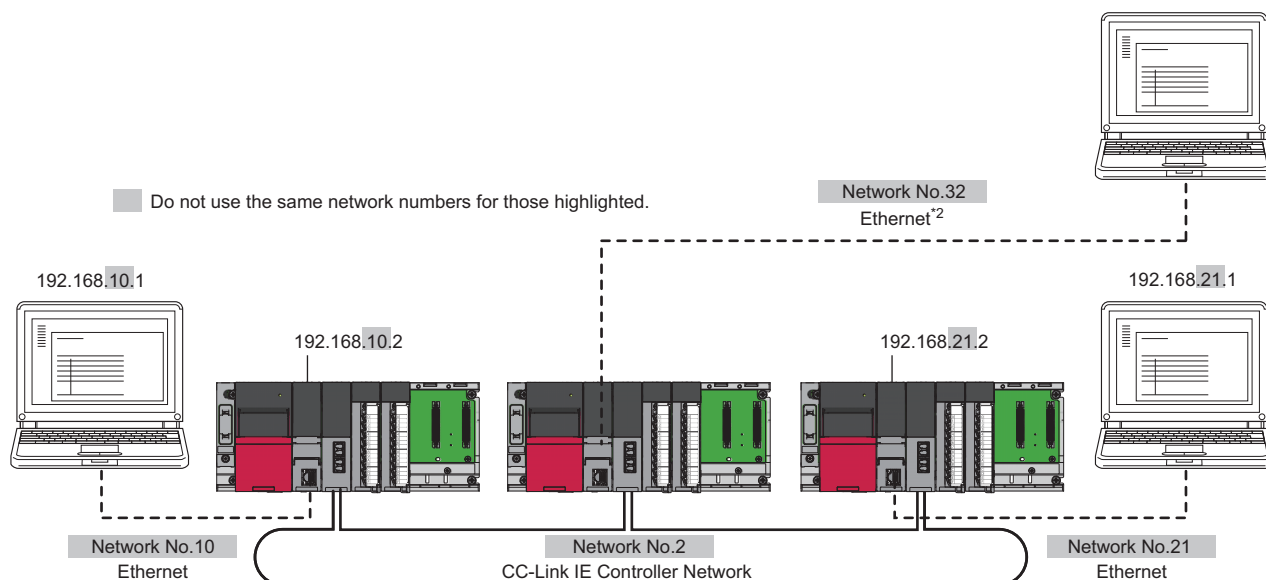 Do not use the same network numbers for those highlighted.
Network No.32
Ethernet*2
192.168.10.1
192.168.21.1
192.168.10.2
192.168.21.2
Network No.10
Ethernet
Network No.2
CC-Link IE Controller Network
Network No.21
Ethernet